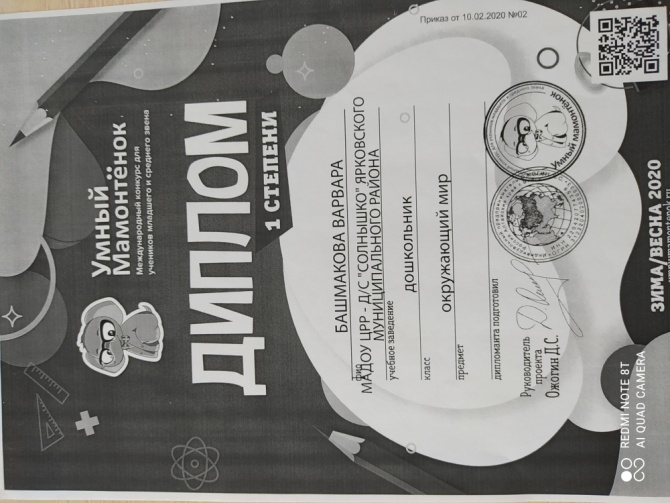 Приказ от 10.02.2020 №02
Умный
Мамонтёнок
Международный конкурс для
учеников младшего и среднего звена
ДИПЛОМ
1 СТЕПЕНИ
БАШМАКОВА ВАРВАРА
фио
МАДОУ ЦРР - Д/С "СОЛНЫШКО" ЯРКОВСКОГО
МУНИЦИПАЛЬНОГО РАЙОНА
учебное заведение
дошкольник
класс
окружающий мир
предмет
дипломанта подготовил
Руководитель
проекта
Ожогин Д.С.
Умный Мамонтёнок
ЗИМА/ВЕСНА 2020
REDMI NOTE 8T
AI QUAD CAMERA